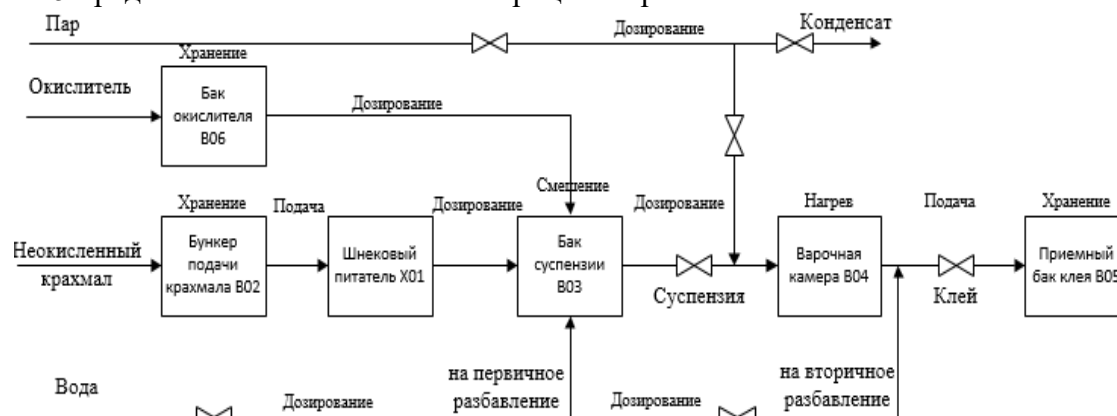 Пар
Дозирование
Конденсат
Хранение
Окислитель
Бак
окислителя
B06
Дозирование
Смешение
Хранение
Подача
Дозирование
Дозирование
Нагрев
Подача
Хранение
Неокисленный
крахмал
Бункер
подачи
крахмала B02
Шнековый
питатель X01
Бак
суспензии
B03
Суспензия
Варочная
камера B04
Клей
Приемный
бак клея B05
Вода
Дозирование
на первичное
разбавление
Дозирование
на вторичное
разбавление